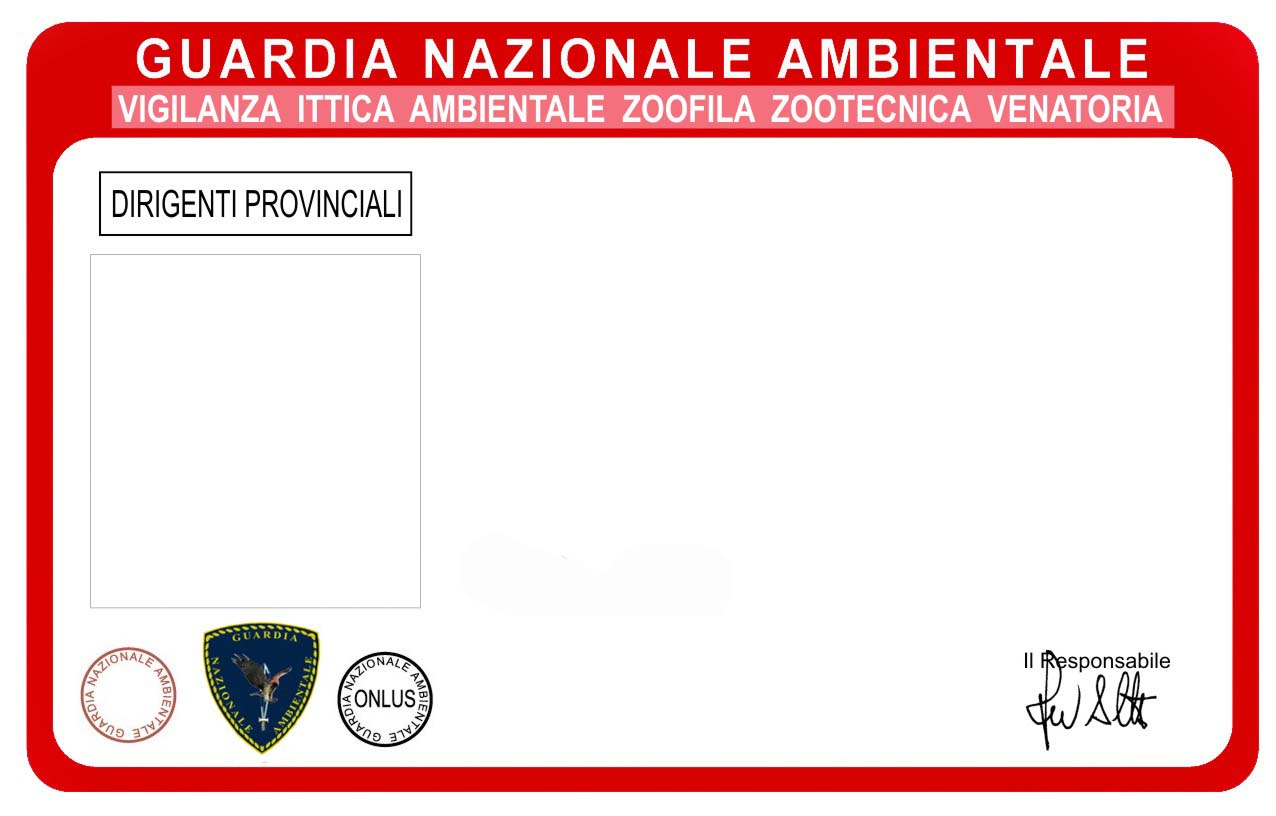 GUARDIA NAZIONALE AMBIENTALE
VIGILANZA ITTICA AMBIENTALE ZOOFILA ZOOTECNICA VENATORIA
DIRIGENTI PROVINCIALI
GUARDIA NAZIONALE AMBIENTALE
GUARDIA
NAZIONALE
AMBIENTALE
GUARDIA NAZIONALE AMBIENTALE
ONLUS
Il Responsabile